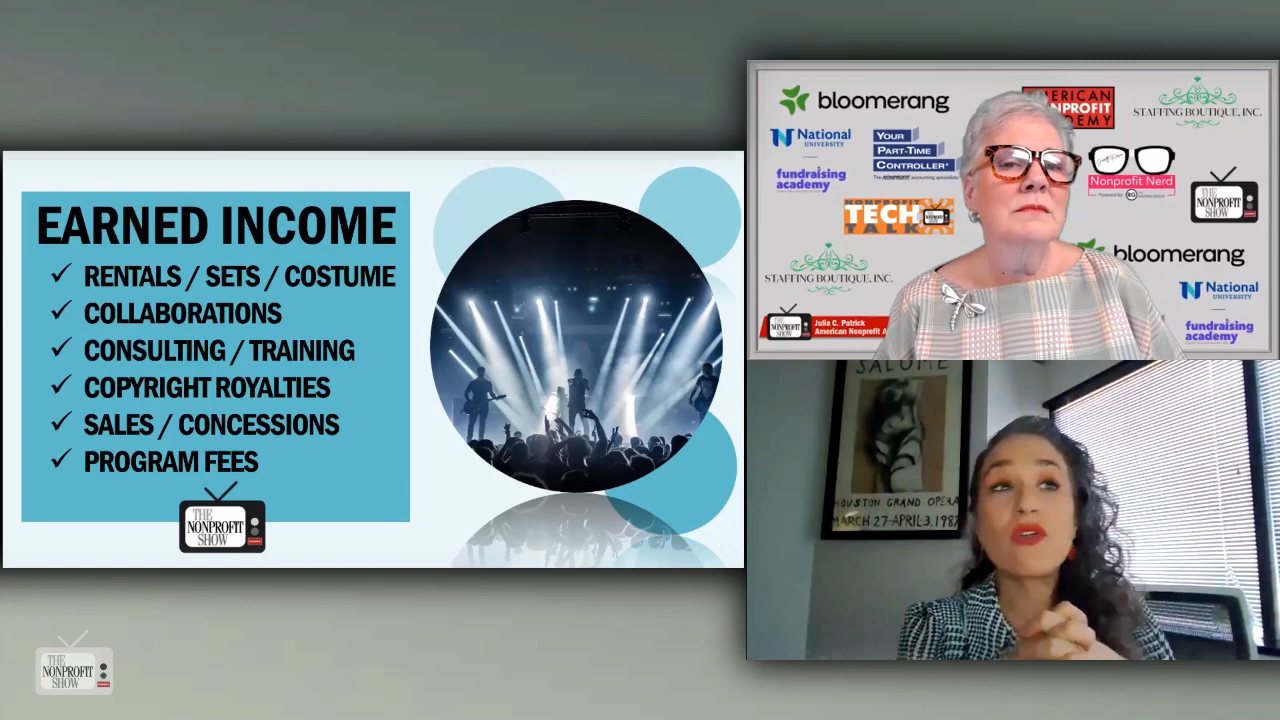 EARNED INCOME
✓ RENTALS / SETS / COSTUME
✓ COLLABORATIONS
✓ CONSULTING / TRAINING
✓ COPYRIGHT ROYALTIES
✓ SALES / CONCESSIONS
✓ PROGRAM FEES
THE
NONPROFIT
SHOW
bloomerang
STAFFING BOUTIQUE, INC.
National
UNIVERSITY
fundraising
academy
YOUR
PART-TIME
CONTROLLER
Nonprofit Nerd
NONPROFIT
TECH
TALK
THE
NONPROFIT
SHOW
STAFFING BOUTIQUE, INC.
bloomerang
National
UNIVERSITY
fundraising
academy
THE
NONPROFIT
SHOW
Julia C. Patrick
American Nonprofit A
SALOME
HOUSTON GRAND OPERA
MARCH 27-APRIL 3, 1987
THE
NONPROFIT
SHOW